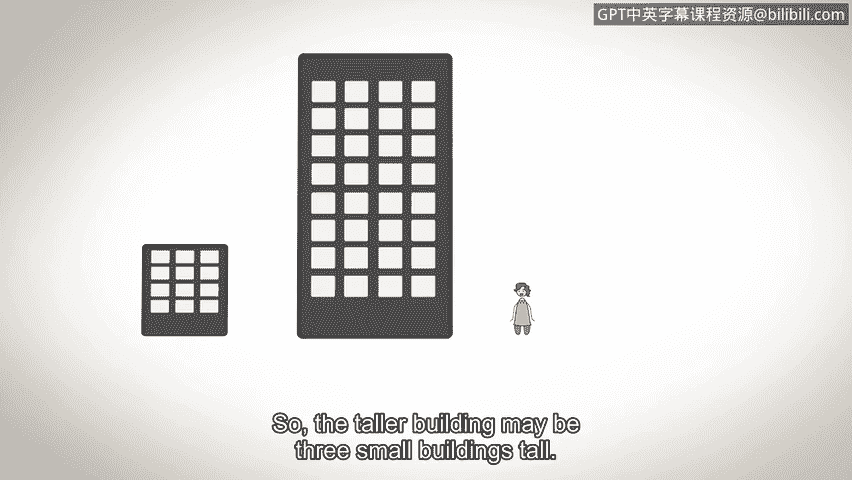 GPT中英字幕课程资源@bilibili.com
So, the taller building may be
three small buildings tall.